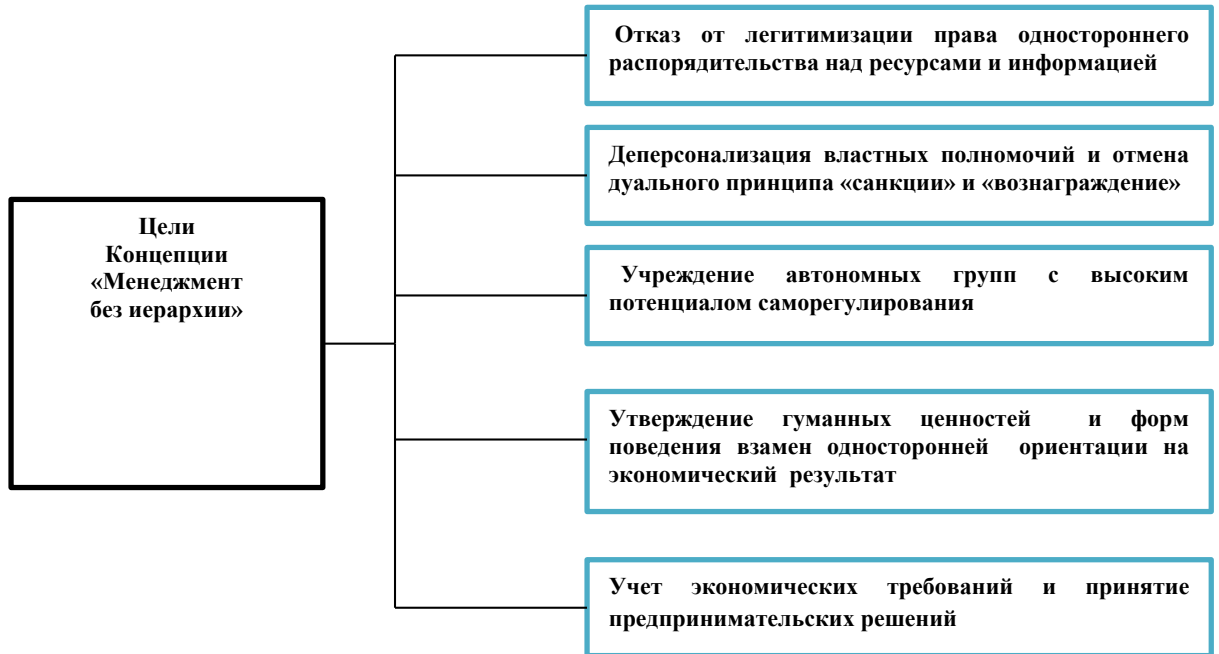 Цели
Концепции
«Менеджмент
без иерархии»
Отказ от легитимизации права одностороннего
распорядительства над ресурсами и информацией
Деперсонализация властных полномочий и отмена
дуального принципа «санкции» и «вознаграждение»
Учреждение автономных групп с высоким
потенциалом саморегулирования
Утверждение гуманных ценностей и форм
поведения взамен односторонней ориентации на
экономический результат
Учет экономических требований и принятие
предпринимательских решений